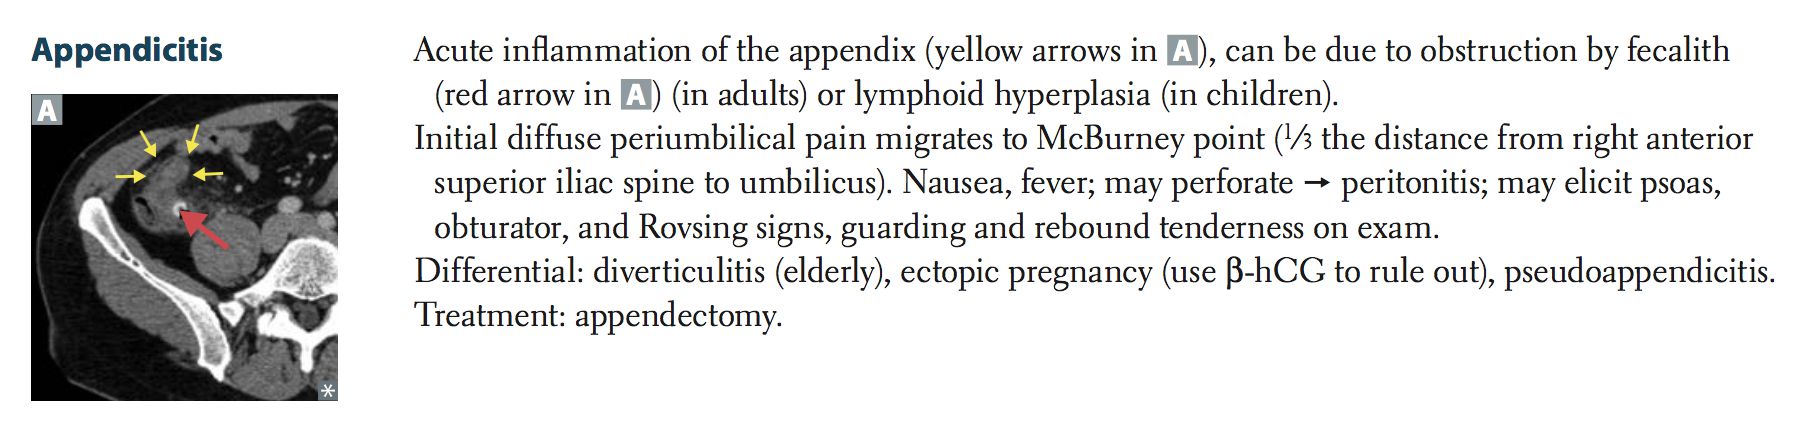 Appendicitis
A
*
Acute inflammation of the appendix (yellow arrows in A), can be due to obstruction by fecalith
(red arrow in A) (in adults) or lymphoid hyperplasia (in children).
Initial diffuse periumbilical pain migrates to McBurney point (⅓ the distance from right anterior
superior iliac spine to umbilicus). Nausea, fever; may perforate → peritonitis; may elicit psoas,
obturator, and Rovsing signs, guarding and rebound tenderness on exam.
Differential: diverticulitis (elderly), ectopic pregnancy (use β-hCG to rule out), pseudoappendicitis.
Treatment: appendectomy.